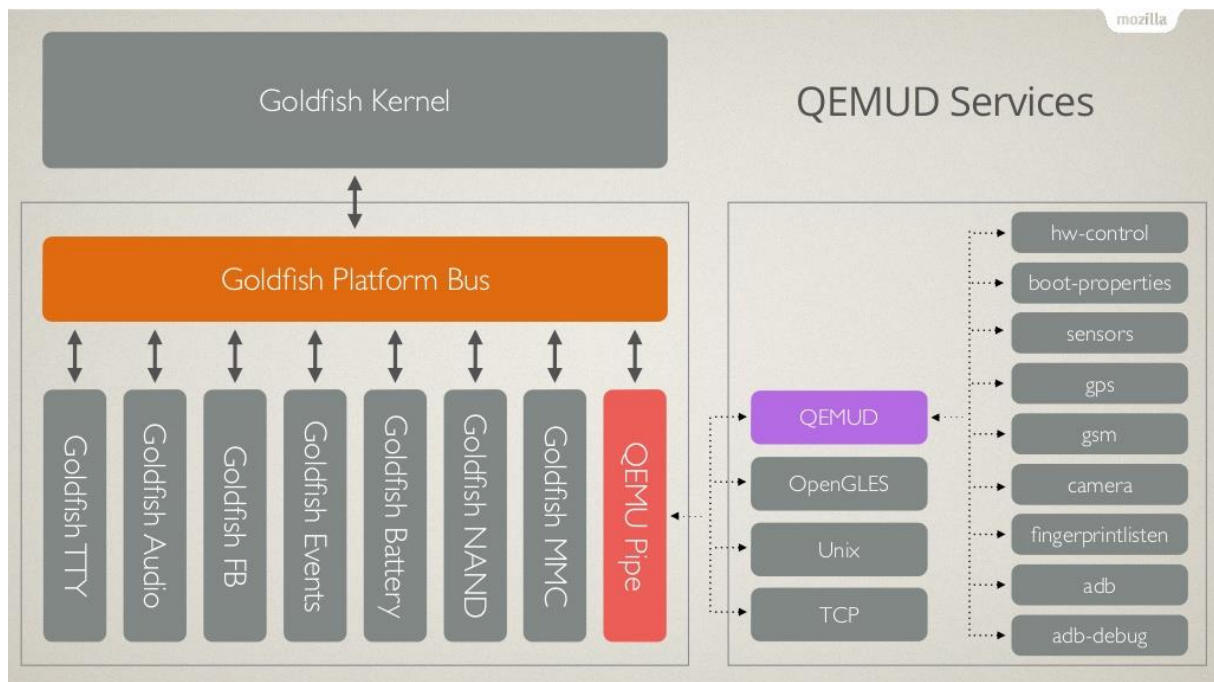 mozilla
Goldfish Kernel
QEMUD Services
Goldfish Platform Bus
Goldfish TTY
Goldfish Audio
Goldfish FB
Goldfish Events
Goldfish Battery
Goldfish NAND
Goldfish MMC
QEMU Pipe
QEMUD
OpenGLES
Unix
TCP
hw-control
boot-properties
sensors
gps
gsm
camera
fingerprintlisten
adb
adb-debug